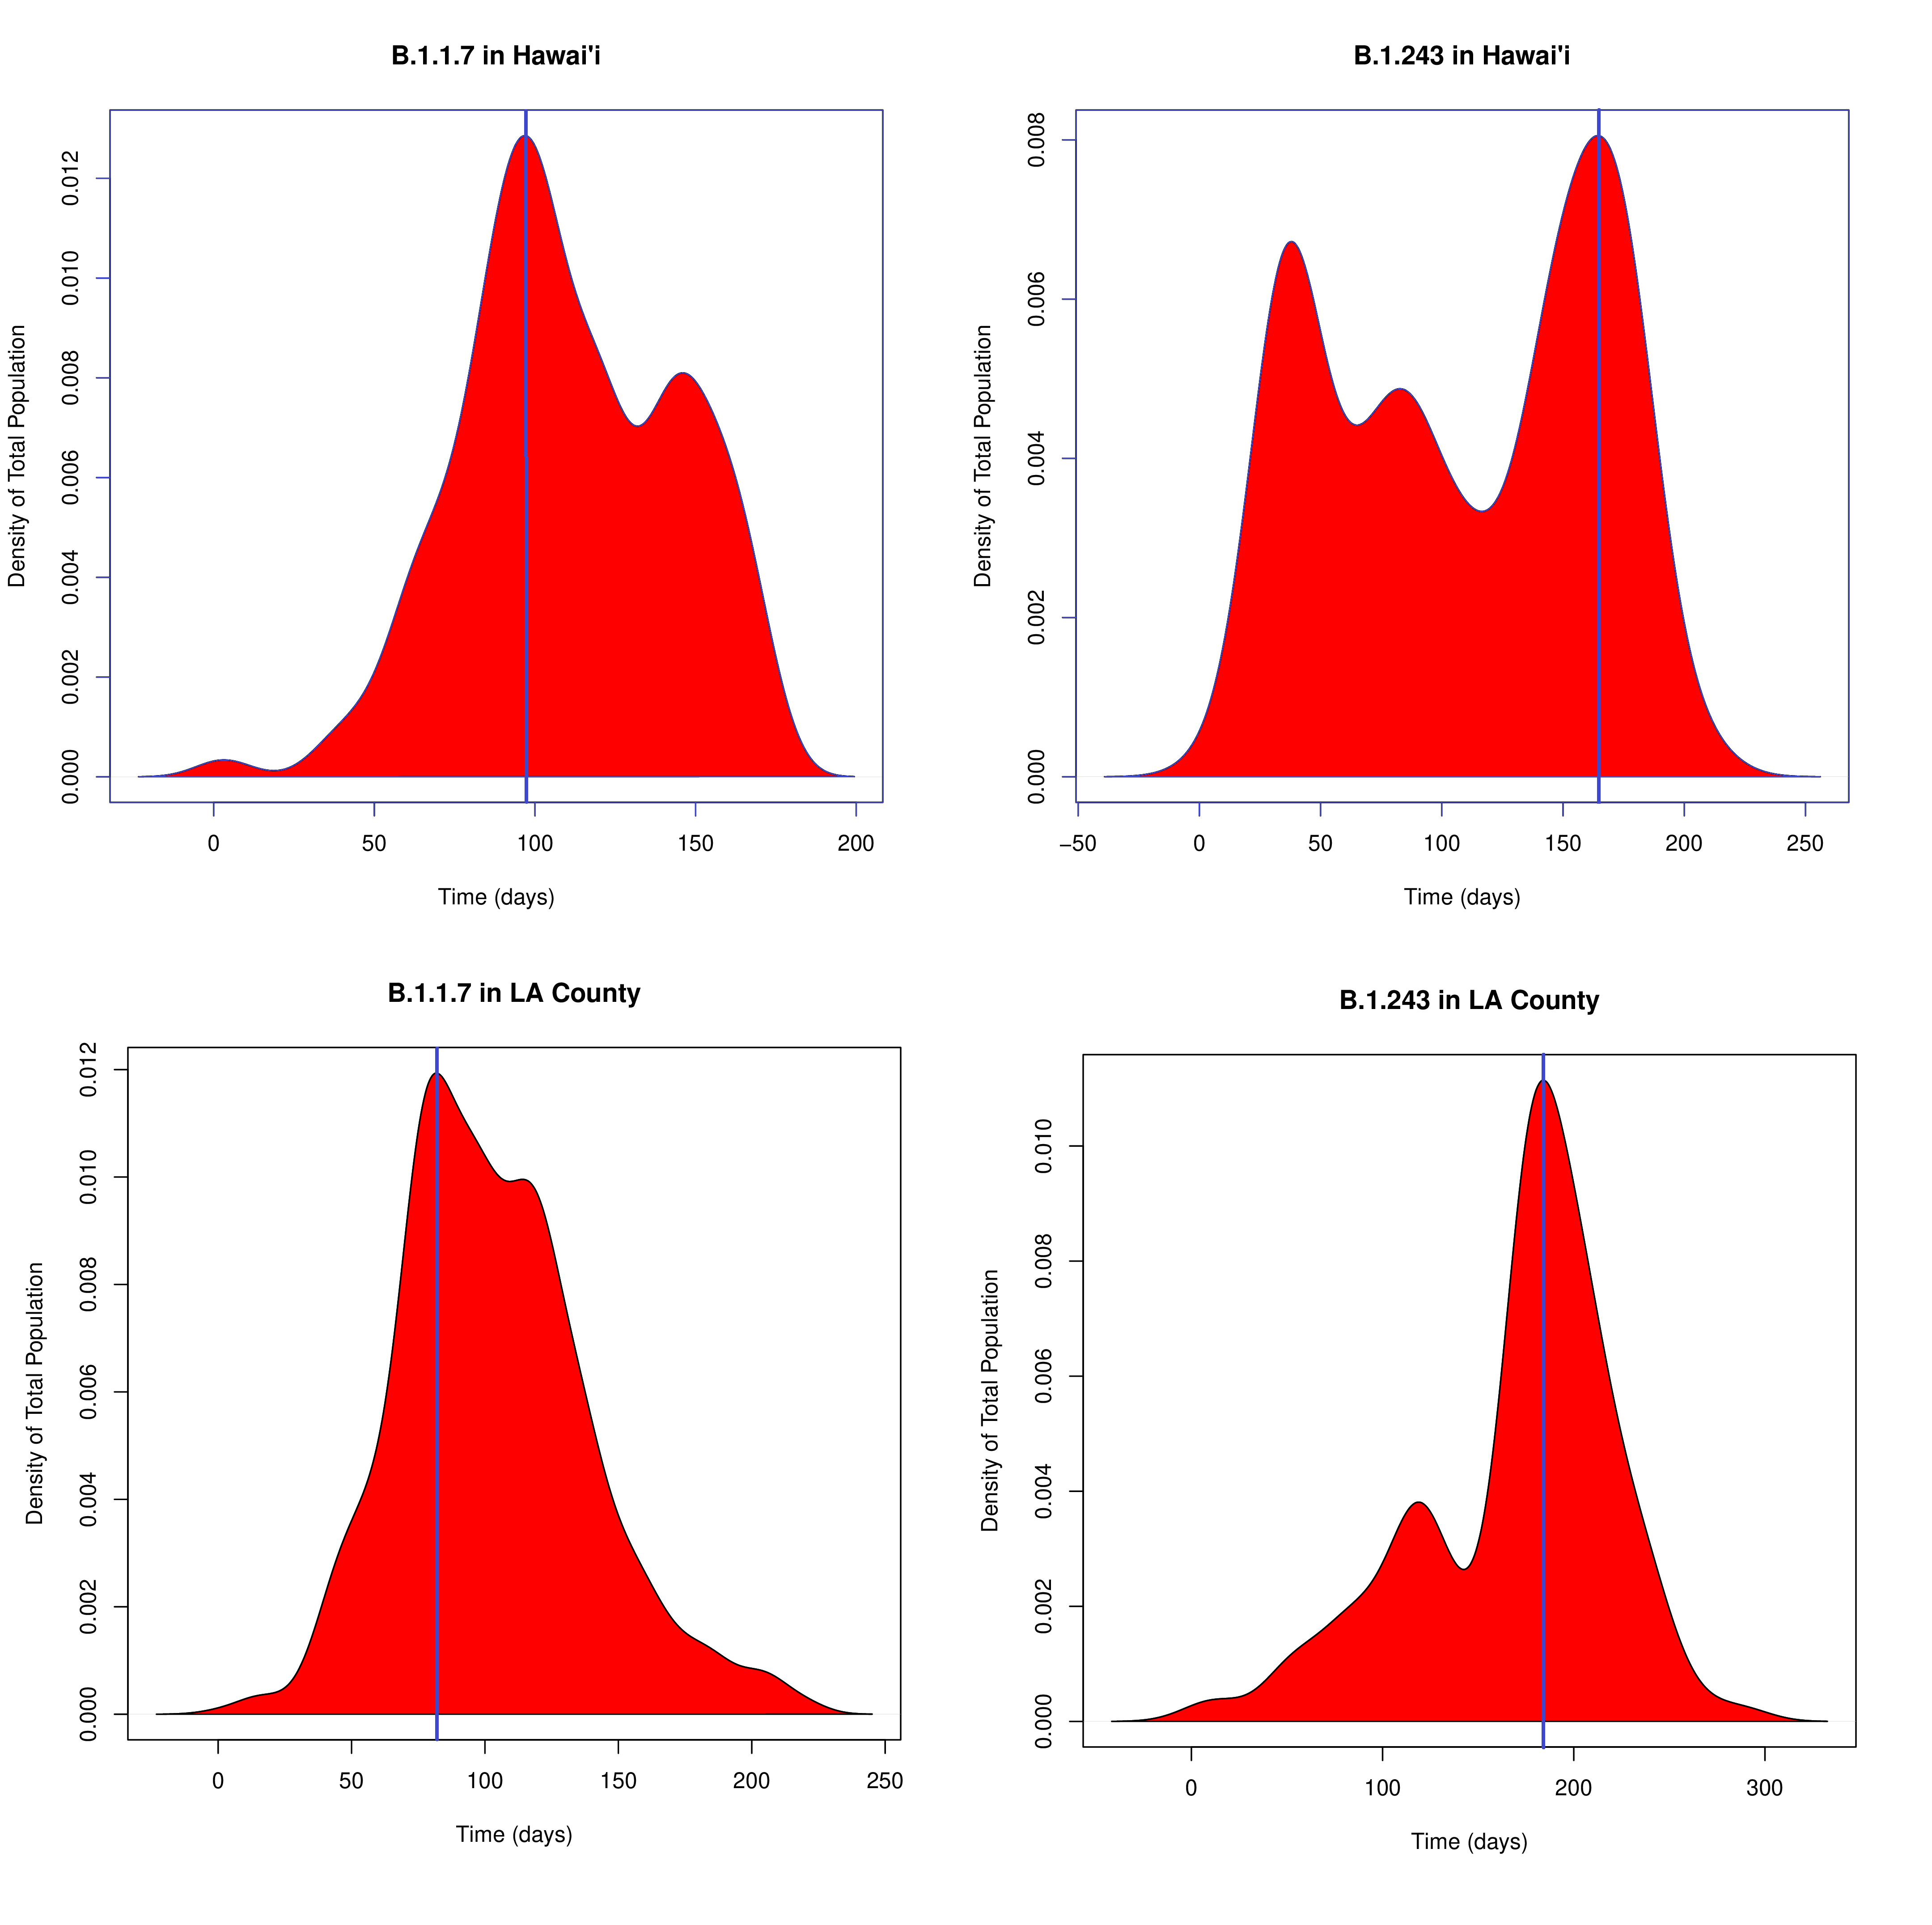 B.1.1.7 in Hawai'i
Density of Total Population
0.000 0.002 0.004 0.006 0.008 0.010 0.012
0 50 100 150 200
Time (days)
B.1.243 in Hawai'i
Density of Total Population
0.000 0.002 0.004 0.006 0.008
−50 0 50 100 150 200 250
Time (days)
B.1.1.7 in LA County
Density of Total Population
0.000 0.002 0.004 0.006 0.008 0.010 0.012
0 50 100 150 200 250
Time (days)
B.1.243 in LA County
Density of Total Population
0.000 0.002 0.004 0.006 0.008 0.010
0 100 200 300
Time (days)